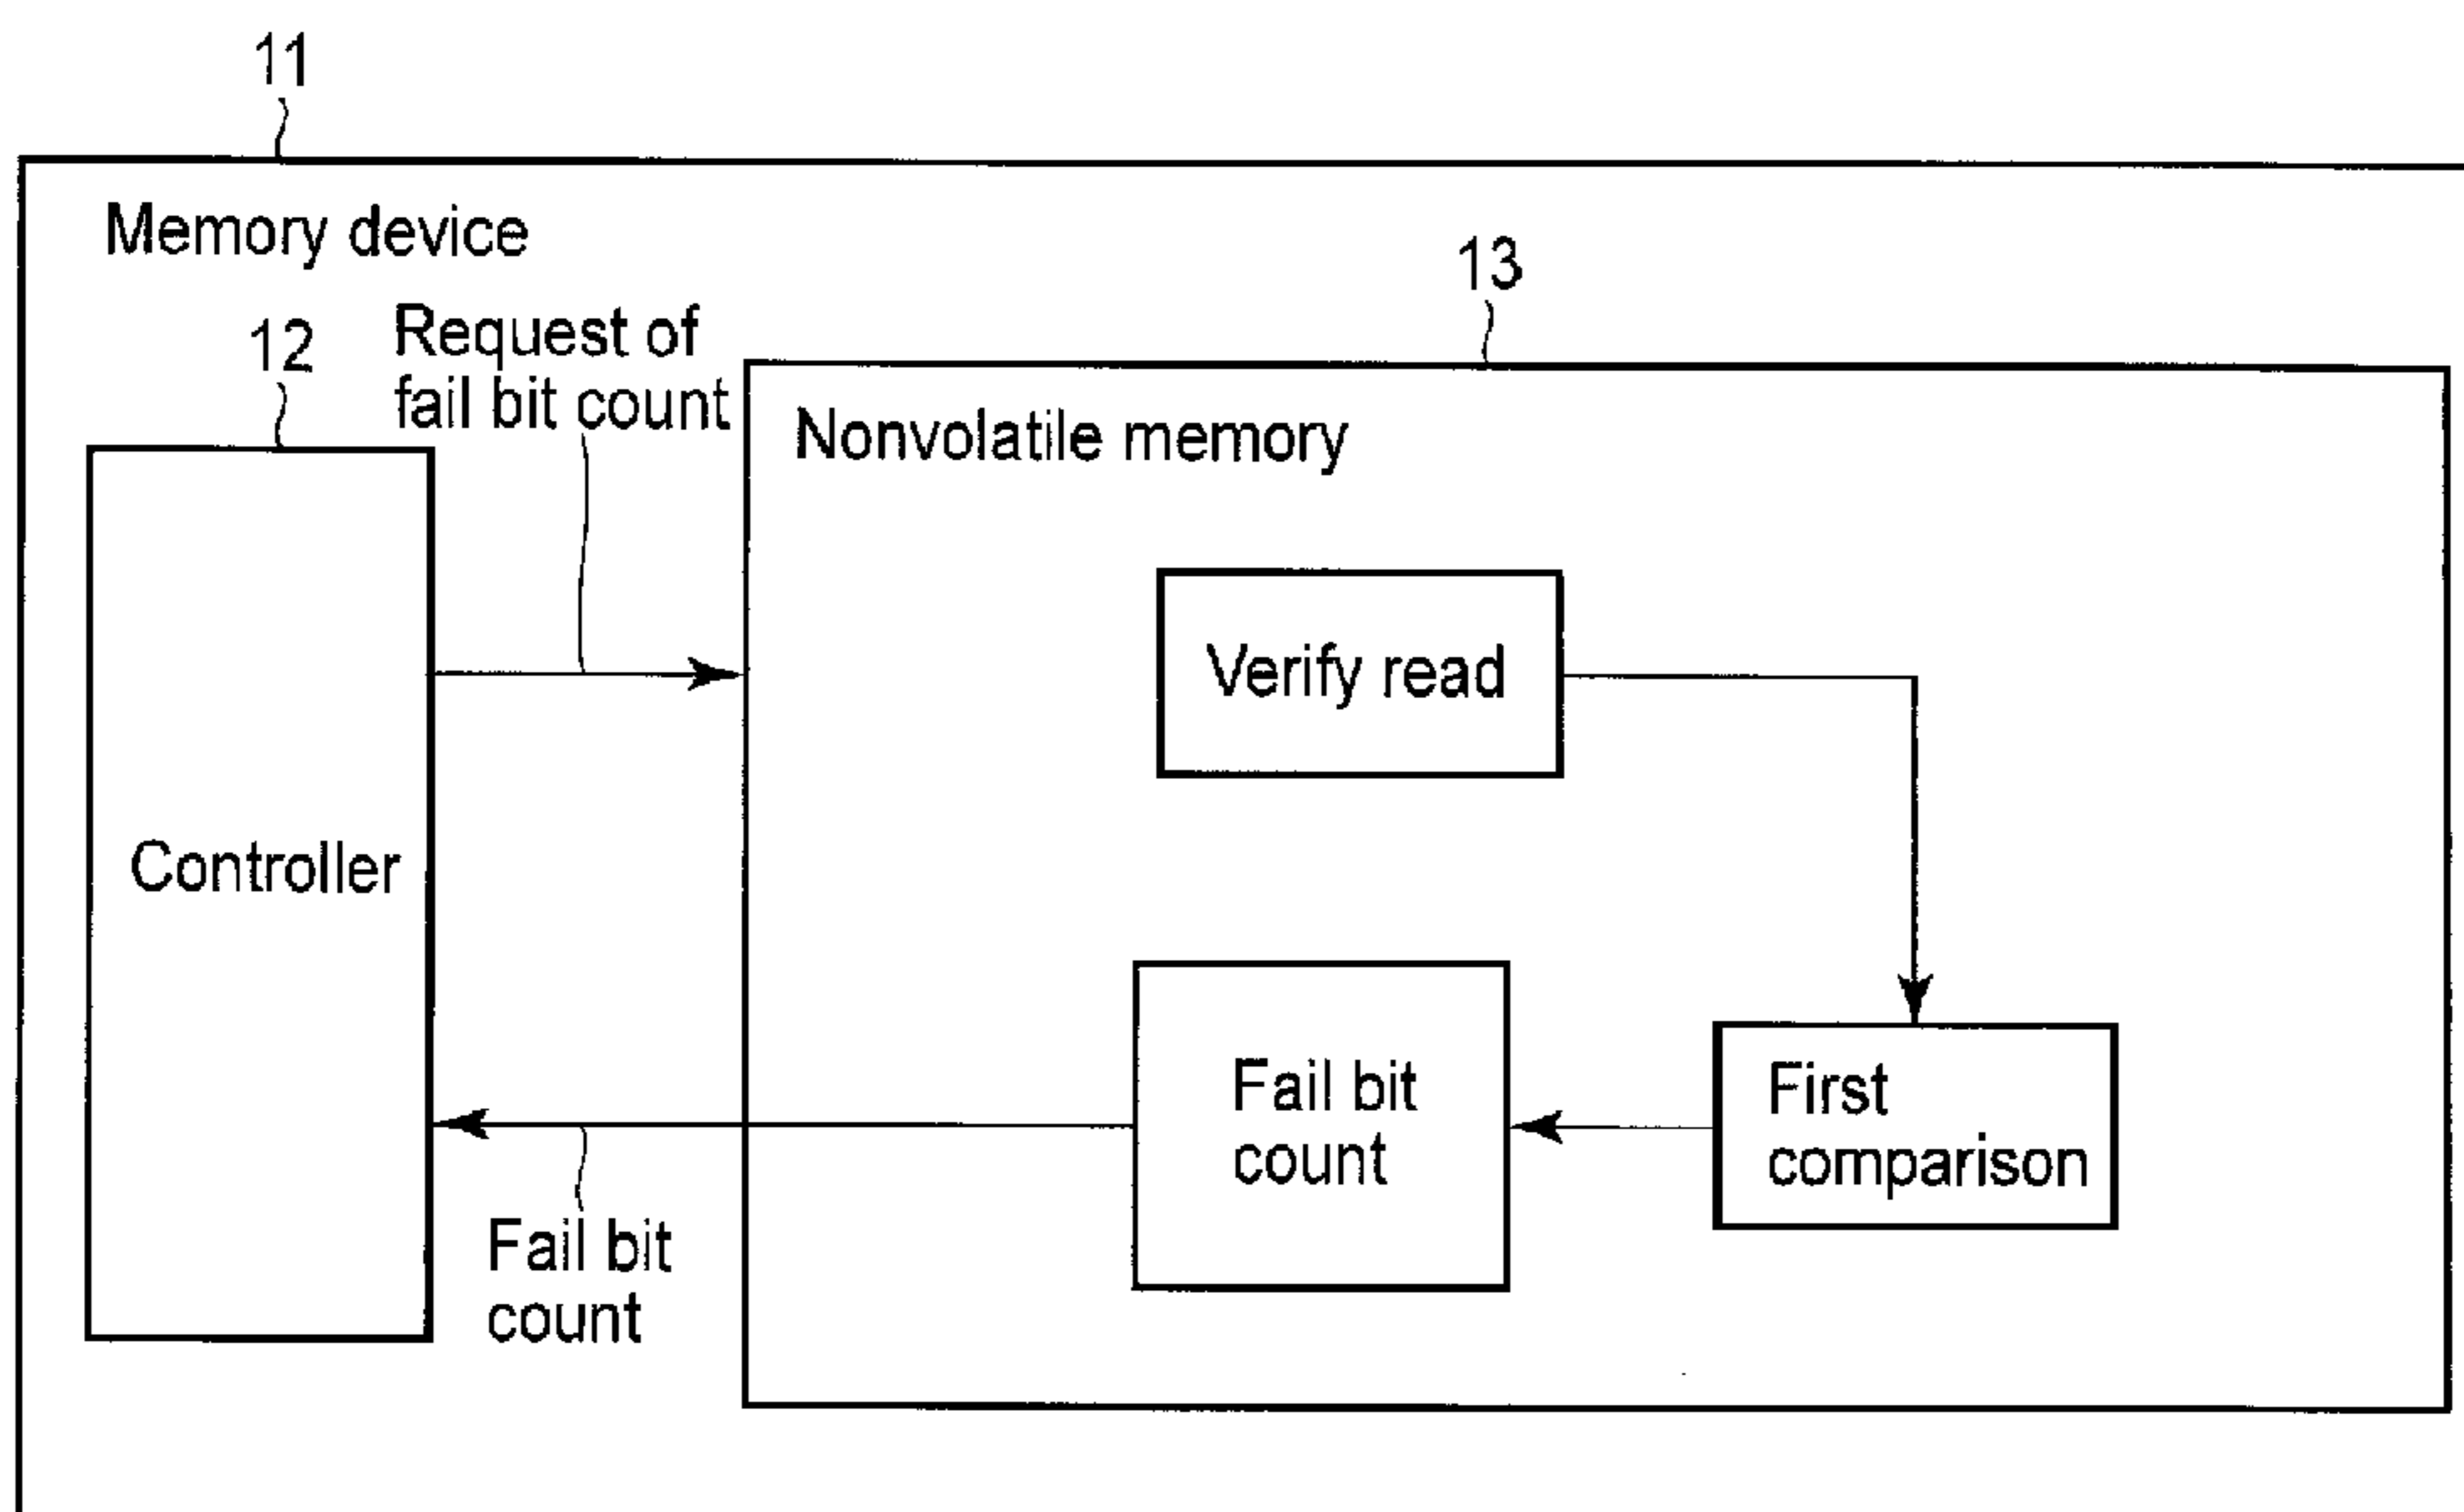 11
Memory device
13
12
Request of
fail bit count
Nonvolatile memory
Verify read
Controller
Fail bit
count
First
comparison
Fail bit
count